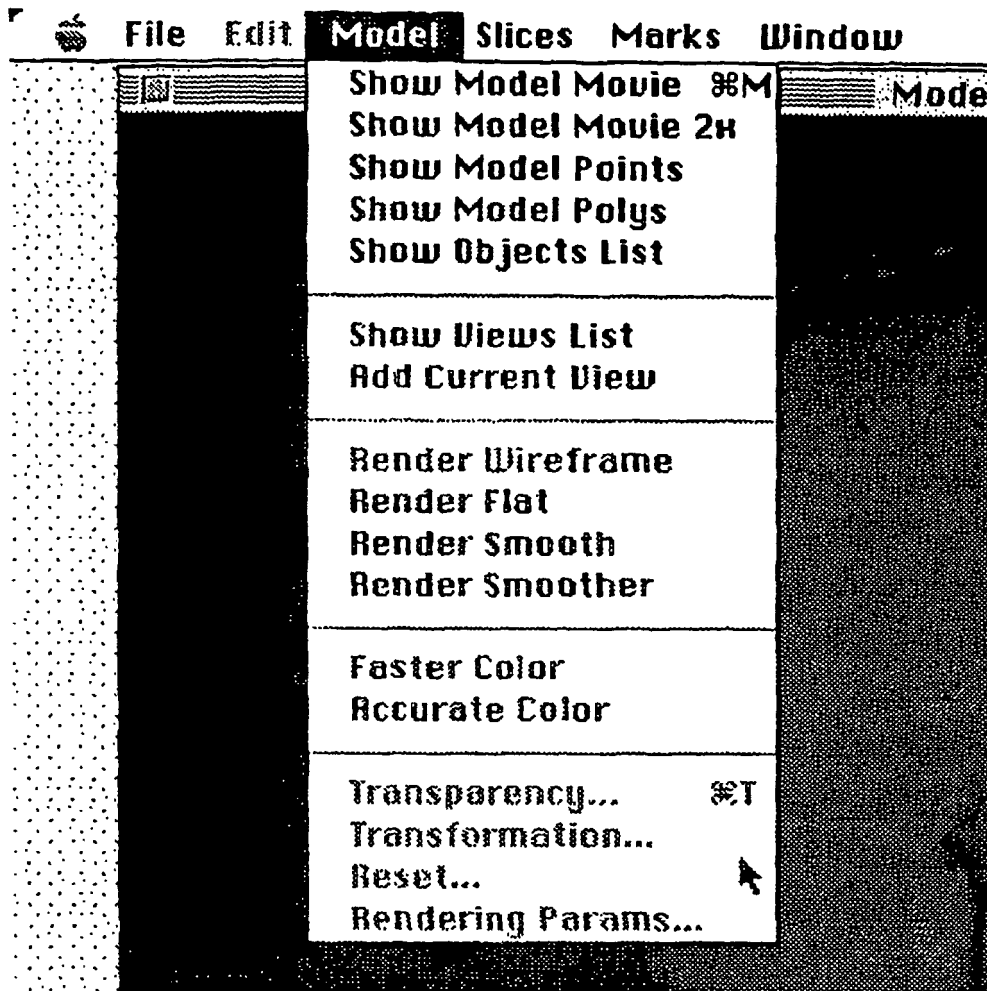 File Edit Model Slices Marks Window
Mode
Show Model Movie ⌘M
Show Model Movie 2x
Show Model Points
Show Model Polys
Show Objects List
Show Views List
Add Current View
Render Wireframe
Render Flat
Render Smooth
Render Smoother
Faster Color
Accurate Color
Transparency... ⌘T
Transformation...
Reset...
Rendering Params...